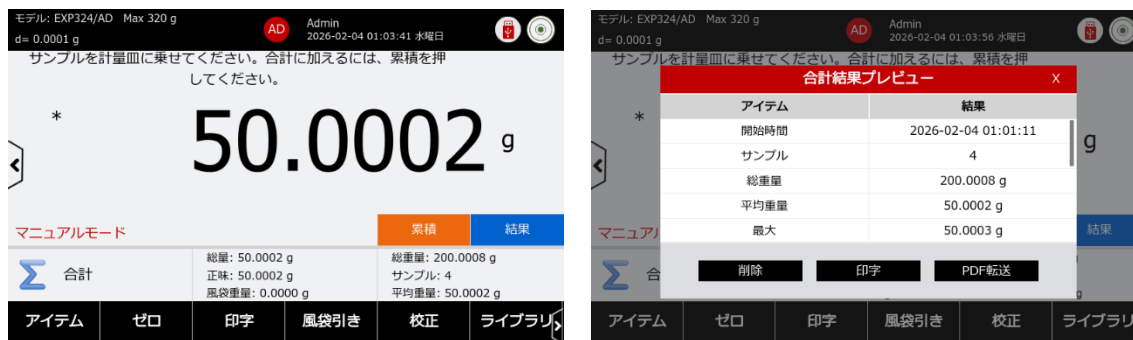 モデル: EXP324/AD Max 320 g
d= 0.0001 g
AD
Admin
2026-02-04 01:03:41 水曜日
サンプルを計量皿に乗せてください。合計に加えるには、累積を押
してください。
*
50.0002 g
マニュアルモード
累積
結果
合計
総量: 50.0002 g
正味: 50.0002 g
風袋重量: 0.0000 g
総重量: 200.0008 g
サンプル: 4
平均重量: 50.0002 g
アイテム
ゼロ
印字
風袋引き
校正
ライブラリ
モデル: EXP324/AD Max 320 g
d= 0.0001 g
AD
Admin
2026-02-04 01:03:56 水曜日
サンプルを計量皿に乗せてください。合計に加えるには、累積を押
合計結果プレビュー X
アイテム 結果
開始時間 2026-02-04 01:01:11
サンプル 4
総重量 200.0008 g
平均重量 50.0002 g
最大 50.0003 g
削除
印字
PDF転送
*
g
マニュアル
結果
合
g
アイテム
ゼロ
印字
風袋引き
校正
ライブラリ